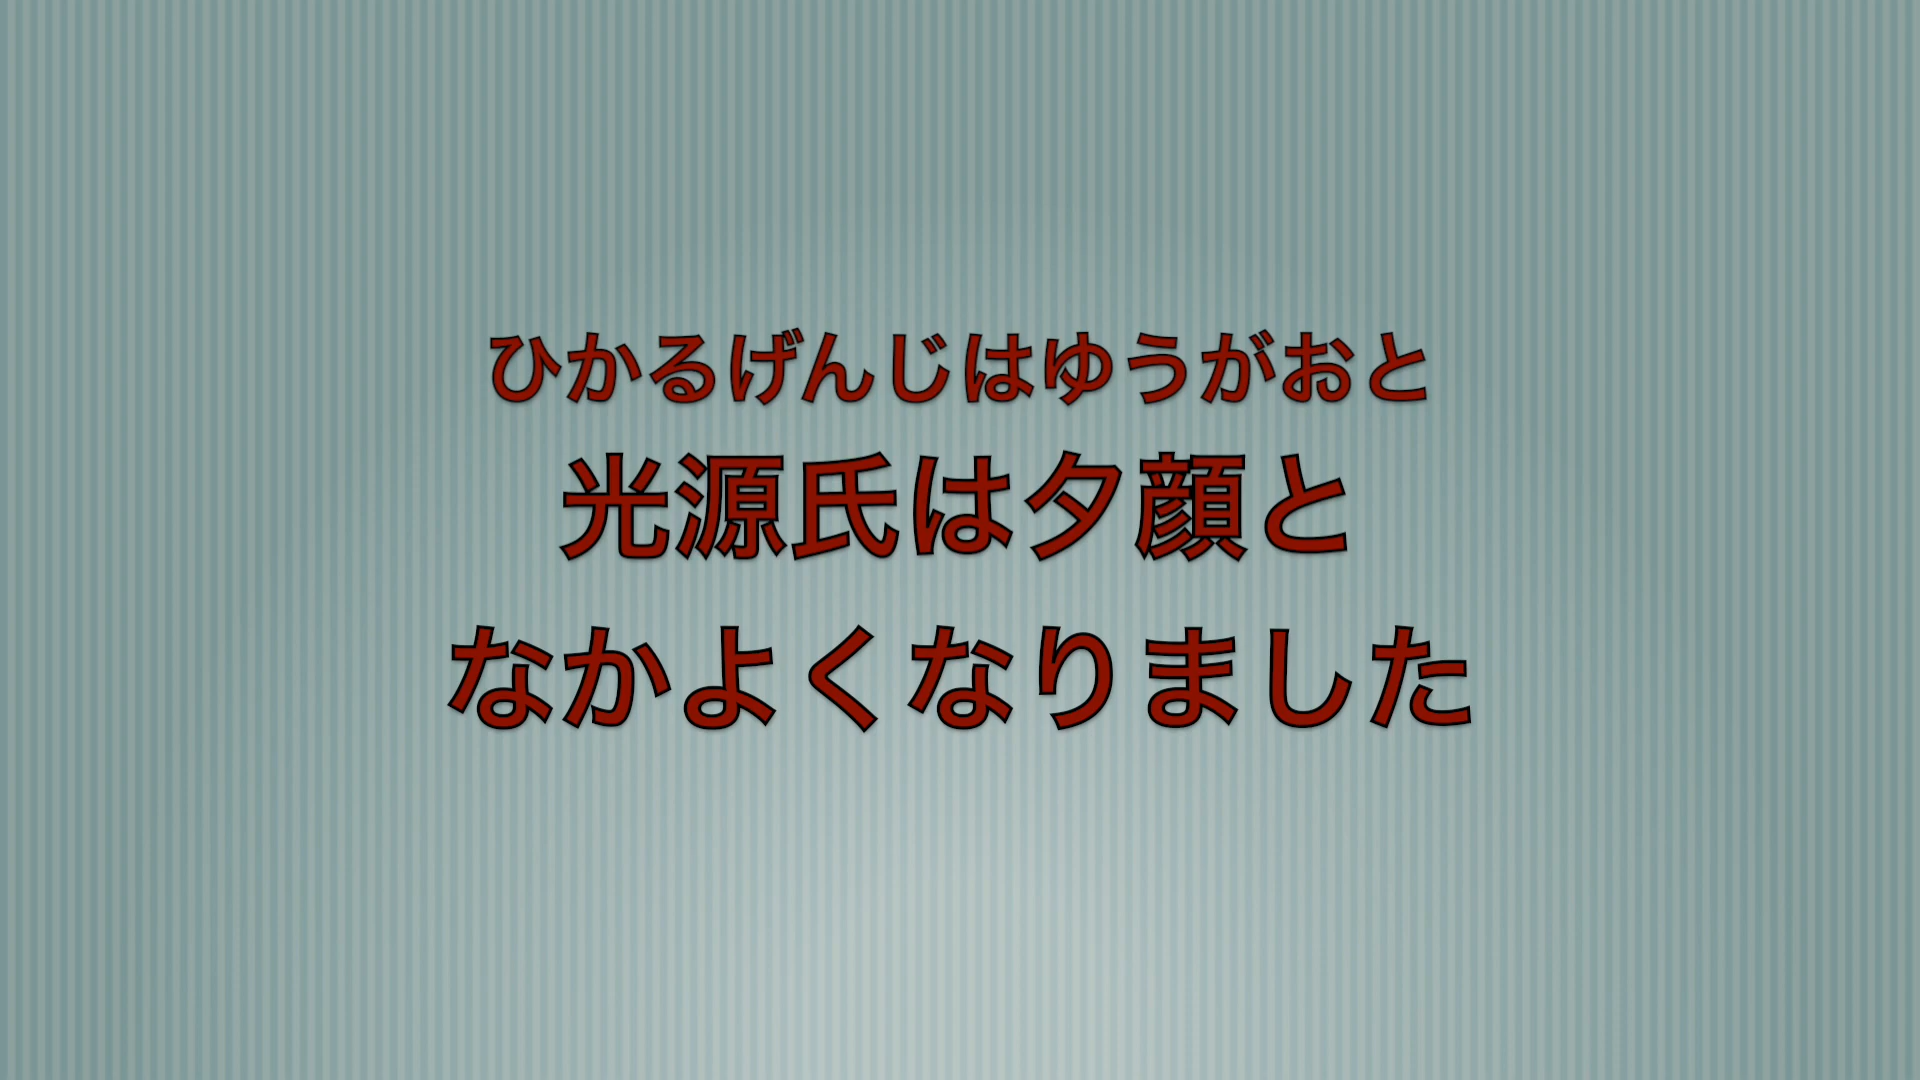 ひかるげんじはゆうがおと
光源氏は夕顔と
なかよくなりました